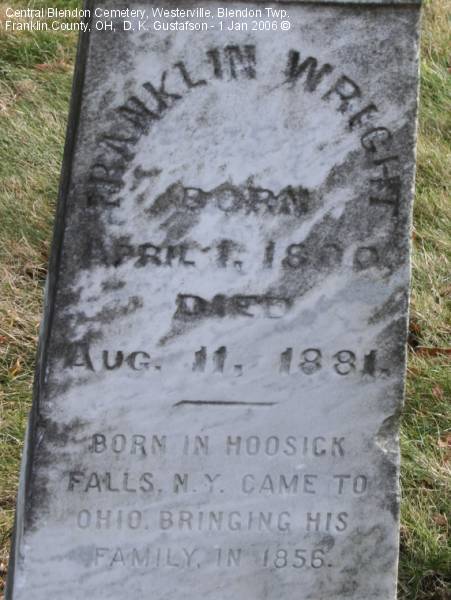 Central Blendon Cemetery, Westerville, Blendon Twp.
Franklin County, OH, D. K. Gustafson - 1 Jan 2006 ©
FRANKLIN WRIGHT
BORN
APRIL 1, 1800,
DIED
AUG. 11, 1881.
BORN IN HOOSICK
FALLS, N.Y. CAME TO
OHIO, BRINGING HIS
FAMILY, IN 1856.